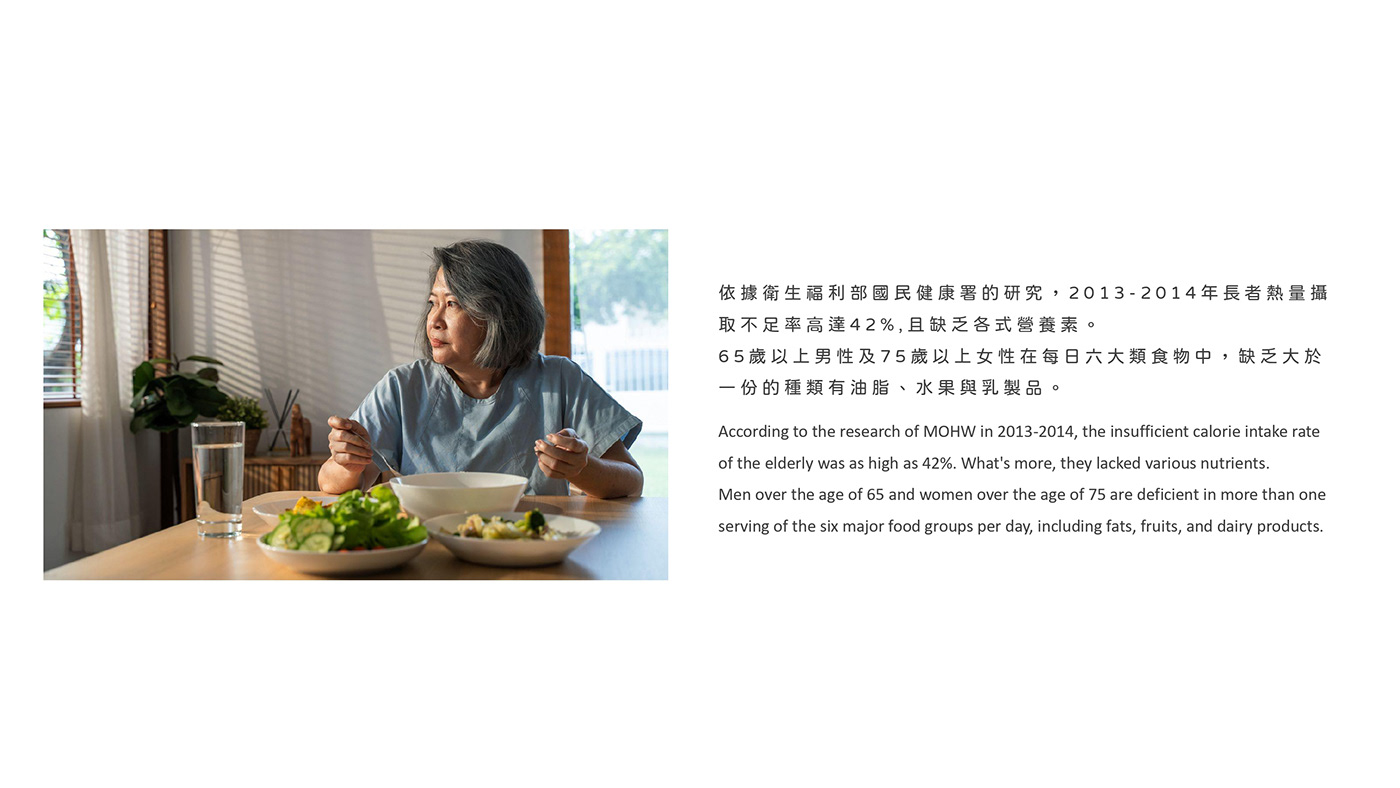 依據衛生福利部國民健康署的研究，2013-2014年長者熱量攝
取不足率高達42%,且缺乏各式營養素。
65歲以上男性及75歲以上女性在每日六大類食物中，缺乏大於
一份的種類有油脂、水果與乳製品。
According to the research of MOHW in 2013-2014, the insufficient calorie intake rate
of the elderly was as high as 42%. What's more, they lacked various nutrients.
Men over the age of 65 and women over the age of 75 are deficient in more than one
serving of the six major food groups per day, including fats, fruits, and dairy products.